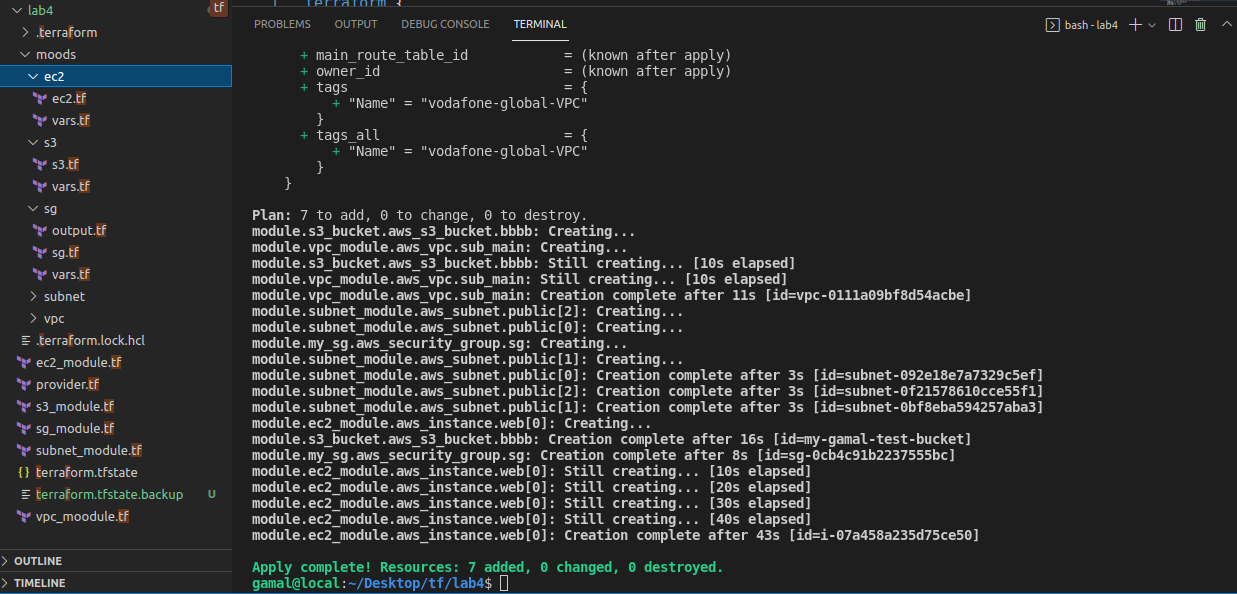 lab4
tf
.terraform
moods
ec2
ec2.tf
vars.tf
s3
s3.tf
vars.tf
sg
output.tf
sg.tf
vars.tf
subnet
vpc
.terraform.lock.hcl
ec2_module.tf
provider.tf
s3_module.tf
sg_module.tf
subnet_module.tf
{} terraform.tfstate
terraform.tfstate.backup U
vpc_moodule.tf
OUTLINE
TIMELINE
1 terraform {
PROBLEMS OUTPUT DEBUG CONSOLE TERMINAL
bash - lab4
+ main_route_table_id = (known after apply)
+ owner_id = (known after apply)
+ tags = {
+ "Name" = "vodafone-global-VPC"
}
+ tags_all = {
+ "Name" = "vodafone-global-VPC"
}
}
Plan: 7 to add, 0 to change, 0 to destroy.
module.s3_bucket.aws_s3_bucket.bbbb: Creating...
module.vpc_module.aws_vpc.sub_main: Creating...
module.s3_bucket.aws_s3_bucket.bbbb: Still creating... [10s elapsed]
module.vpc_module.aws_vpc.sub_main: Still creating... [10s elapsed]
module.vpc_module.aws_vpc.sub_main: Creation complete after 11s [id=vpc-0111a09bf8d54acbe]
module.subnet_module.aws_subnet.public[2]: Creating...
module.subnet_module.aws_subnet.public[0]: Creating...
module.my_sg.aws_security_group.sg: Creating...
module.subnet_module.aws_subnet.public[1]: Creating...
module.subnet_module.aws_subnet.public[0]: Creation complete after 3s [id=subnet-092e18e7a7329c5ef]
module.subnet_module.aws_subnet.public[2]: Creation complete after 3s [id=subnet-0f21578610cce55f1]
module.subnet_module.aws_subnet.public[1]: Creation complete after 3s [id=subnet-0bf8eba594257aba3]
module.ec2_module.aws_instance.web[0]: Creating...
module.s3_bucket.aws_s3_bucket.bbbb: Creation complete after 16s [id=my-gamal-test-bucket]
module.my_sg.aws_security_group.sg: Creation complete after 8s [id=sg-0cb4c91b2237555bc]
module.ec2_module.aws_instance.web[0]: Still creating... [10s elapsed]
module.ec2_module.aws_instance.web[0]: Still creating... [20s elapsed]
module.ec2_module.aws_instance.web[0]: Still creating... [30s elapsed]
module.ec2_module.aws_instance.web[0]: Still creating... [40s elapsed]
module.ec2_module.aws_instance.web[0]: Creation complete after 43s [id=i-07a458a235d75ce50]
Apply complete! Resources: 7 added, 0 changed, 0 destroyed.
gamal@local:~/Desktop/tf/lab4$